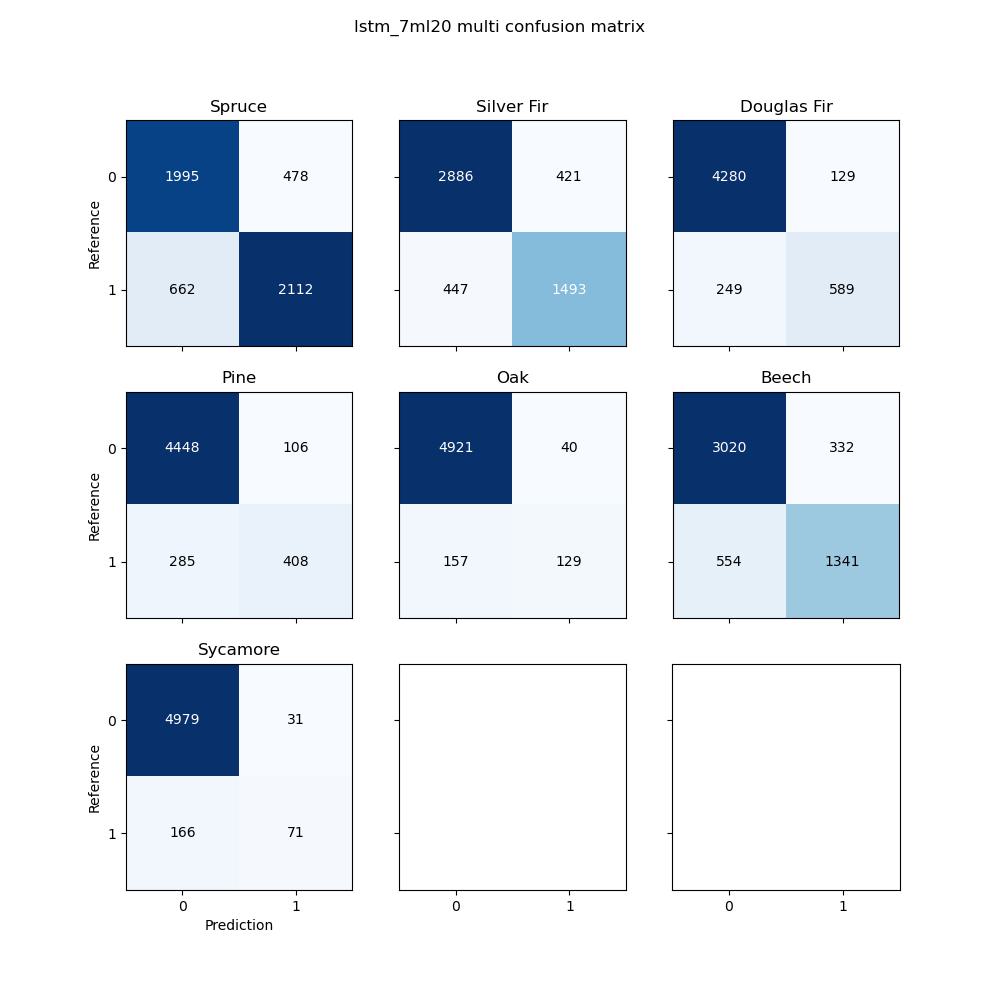 lstm_7ml20 multi confusion matrix
Spruce Silver Fir Douglas Fir
0 1995 478 2886 421 4280 129
Reference
1 662 2112 447 1493 249 589
Pine Oak Beech
0 4448 106 4921 40 3020 332
Reference
1 285 408 157 129 554 1341
Sycamore
0 4979 31
Reference
1 166 71
0 1 0 1 0 1
Prediction